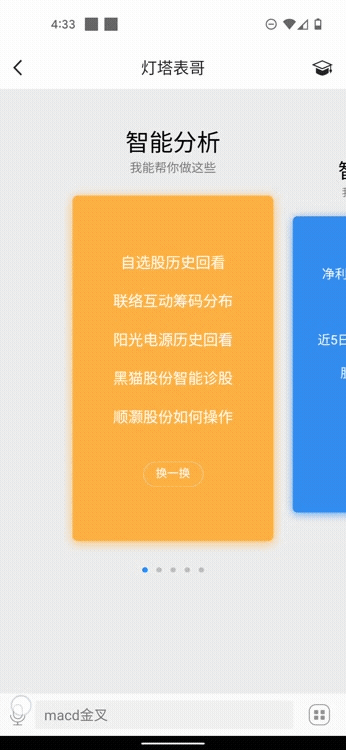 4:33
灯塔表哥
智能分析
我能帮你做这些
自选股历史回看
联络互动筹码分布
阳光电源历史回看
黑猫股份智能诊股
顺灏股份如何操作
换一换
净利
近5日
macd金叉